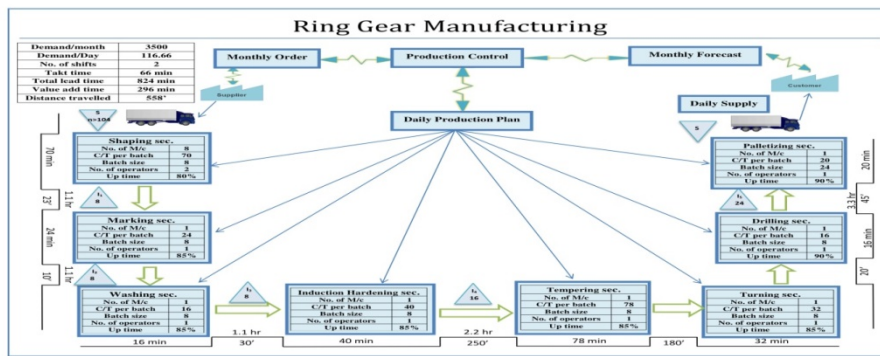 Ring Gear Manufacturing
Demand/month 3500
Demand/Day 116.66
No. of shifts 2
Takt time 66 min
Total lead time 824 min
Value add time 296 min
Distance travelled 558'
Monthly Order
Production Control
Monthly Forecast
Supplier
Customer
Daily Production Plan
Daily Supply
S
n=104
S
70 min
Shaping sec.
No. of M/c 8
C/T per batch 70
Batch size 8
No. of operators 2
Up time 80%
Palletizing sec.
No. of M/c 1
C/T per batch 20
Batch size 24
No. of operators 1
Up time 90%
20 min
23'
1.1 hr
8
24
3.3 hr
45'
24 min
Marking sec.
No. of M/c 1
C/T per batch 24
Batch size 8
No. of operators 1
Up time 85%
Drilling sec.
No. of M/c 1
C/T per batch 16
Batch size 8
No. of operators 1
Up time 90%
16 min
10'
1.1 hr
8
20'
Washing sec.
No. of M/c 1
C/T per batch 16
Batch size 8
No. of operators 1
Up time 85%
8
Induction Hardening sec.
No. of M/c 1
C/T per batch 40
Batch size 8
No. of operators 1
Up time 85%
16
Tempering sec.
No. of M/c 1
C/T per batch 78
Batch size 8
No. of operators 1
Up time 85%
Turning sec.
No. of M/c 1
C/T per batch 32
Batch size 8
No. of operators 1
Up time 85%
1.1 hr
2.2 hr
16 min
30'
40 min
250'
78 min
180'
32 min